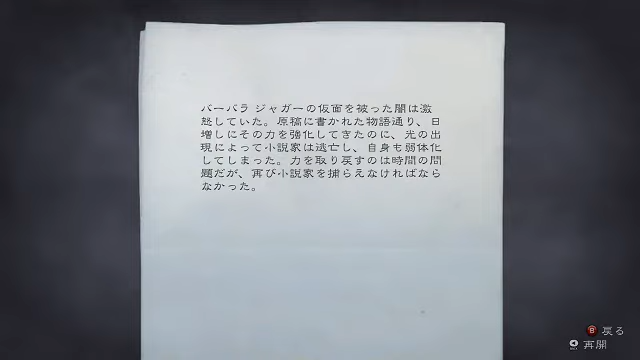 バーバラ ジャガーの仮面を被った闇は激
怒していた。原稿に書かれた物語通り、日
増しにその力を強化してきたのに、光の出
現によって小説家は逃亡し、自身も弱体化
してしまった。力を取り戻すのは時間の問
題だが、再び小説家を捕らえなければなら
なかった。
B 戻る
再開